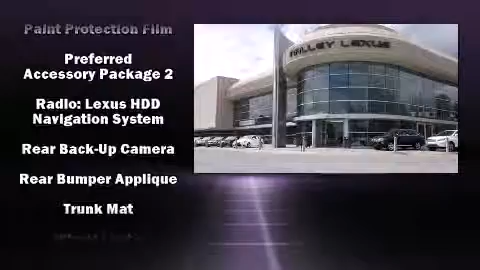 Paint Protection Film
Preferred
Accessory Package 2
Radio: Lexus HDD
Navigation System
Rear Back-Up Camera
Rear Bumper Applique
Trunk Mat
LEXUS